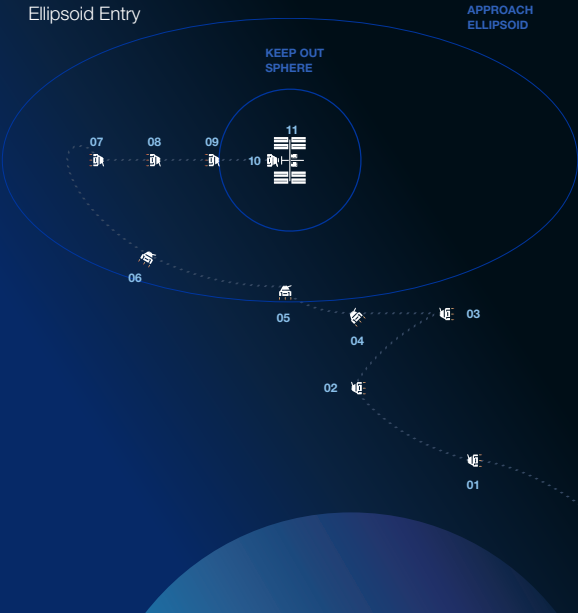 Ellipsoid Entry
APPROACH
ELLIPSOID
KEEP OUT
SPHERE
11
07
08
09
10
06
05
03
04
02
01